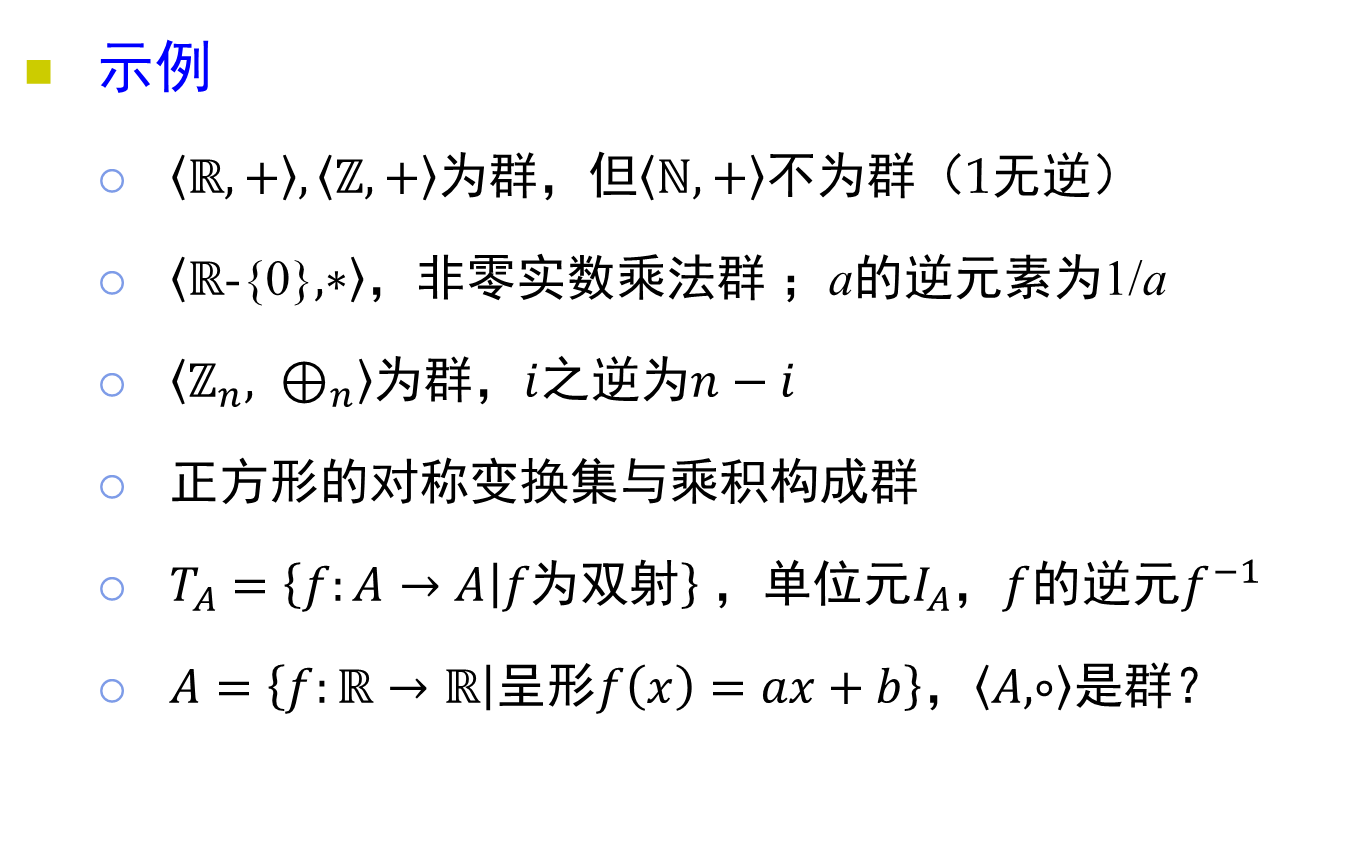 示例
⟨ℝ, +⟩, ⟨ℤ, +⟩为群，但⟨ℕ, +⟩不为群（1无逆）
⟨ℝ-{0},∗⟩，非零实数乘法群；a的逆元素为1/a
⟨ℤₙ, ⊕ₙ⟩为群，i之逆为n − i
正方形的对称变换集与乘积构成群
T_A = {f: A → A|f为双射}，单位元I_A，f的逆元f⁻¹
A = {f: ℝ → ℝ|呈形f(x) = ax + b}，⟨A,∘⟩是群？